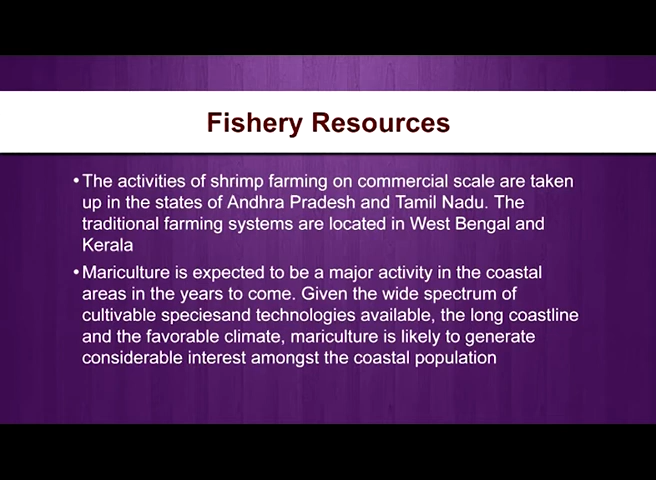 Fishery Resources
• The activities of shrimp farming on commercial scale are taken
up in the states of Andhra Pradesh and Tamil Nadu. The
traditional farming systems are located in West Bengal and
Kerala
• Mariculture is expected to be a major activity in the coastal
areas in the years to come. Given the wide spectrum of
cultivable speciesand technologies available, the long coastline
and the favorable climate, mariculture is likely to generate
considerable interest amongst the coastal population